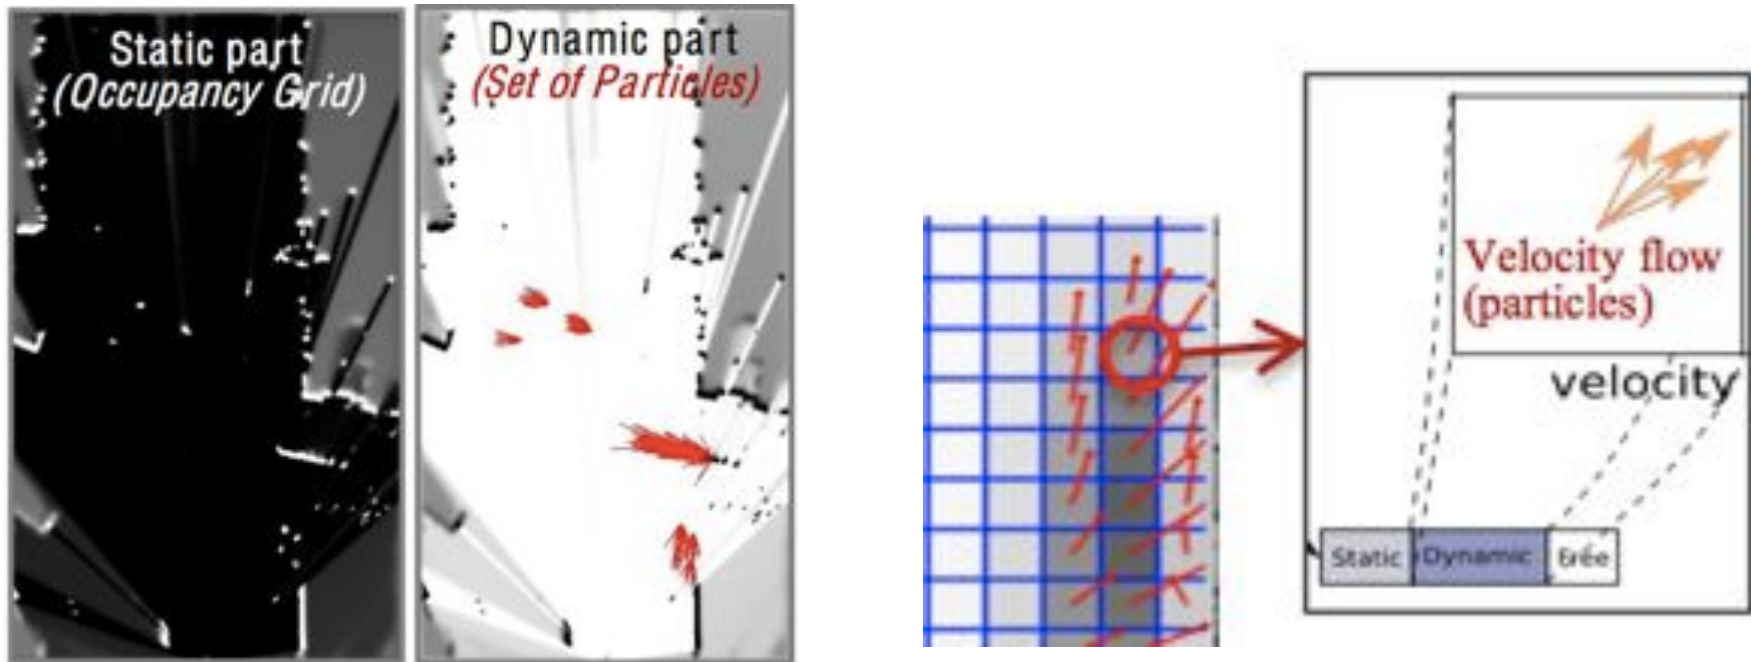 Static part
(Occupancy Grid)
Dynamic part
(Set of Particles)
Velocity flow
(particles)
velocity
Static
Dynamic
Free